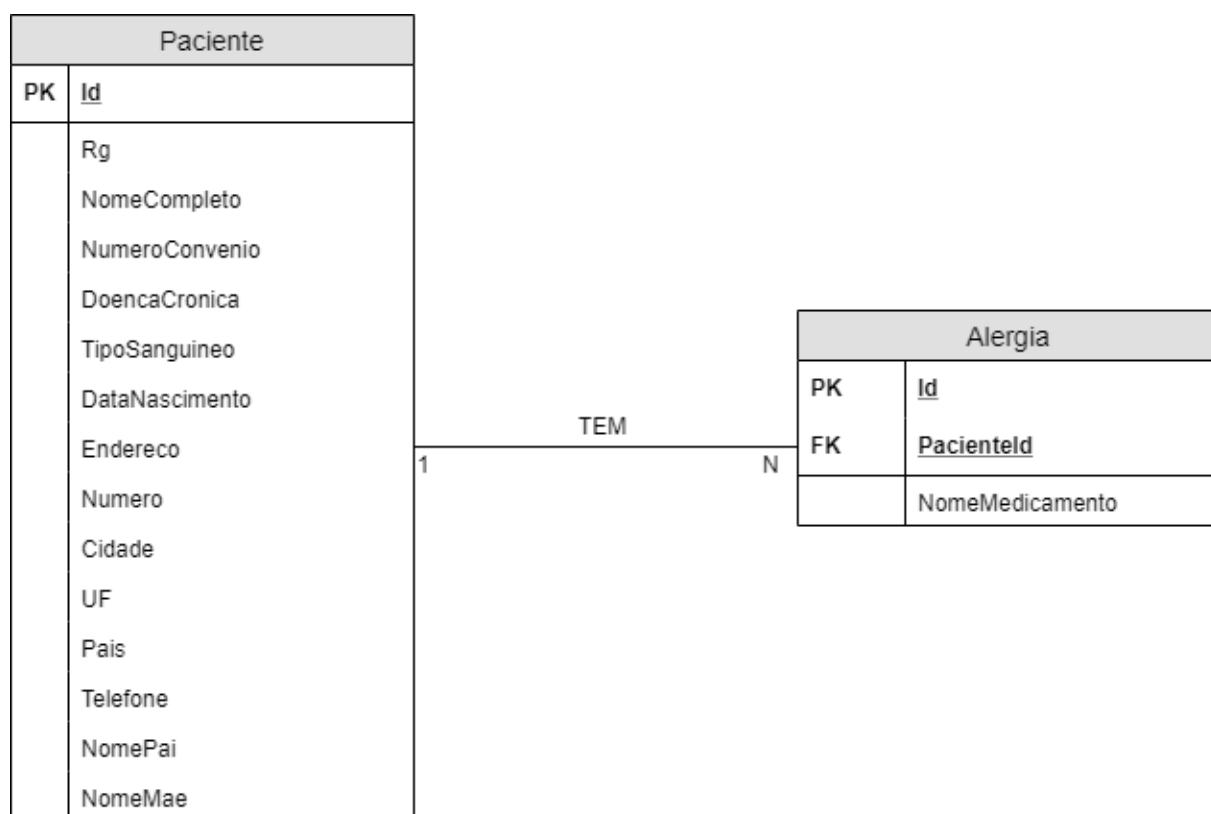 Paciente
PK Id
Rg
NomeCompleto
NumeroConvenio
DoencaCronica
TipoSanguineo
DataNascimento
Endereco
Numero
Cidade
UF
Pais
Telefone
NomePai
NomeMae
TEM
1 N
Alergia
PK Id
FK PacienteId
NomeMedicamento